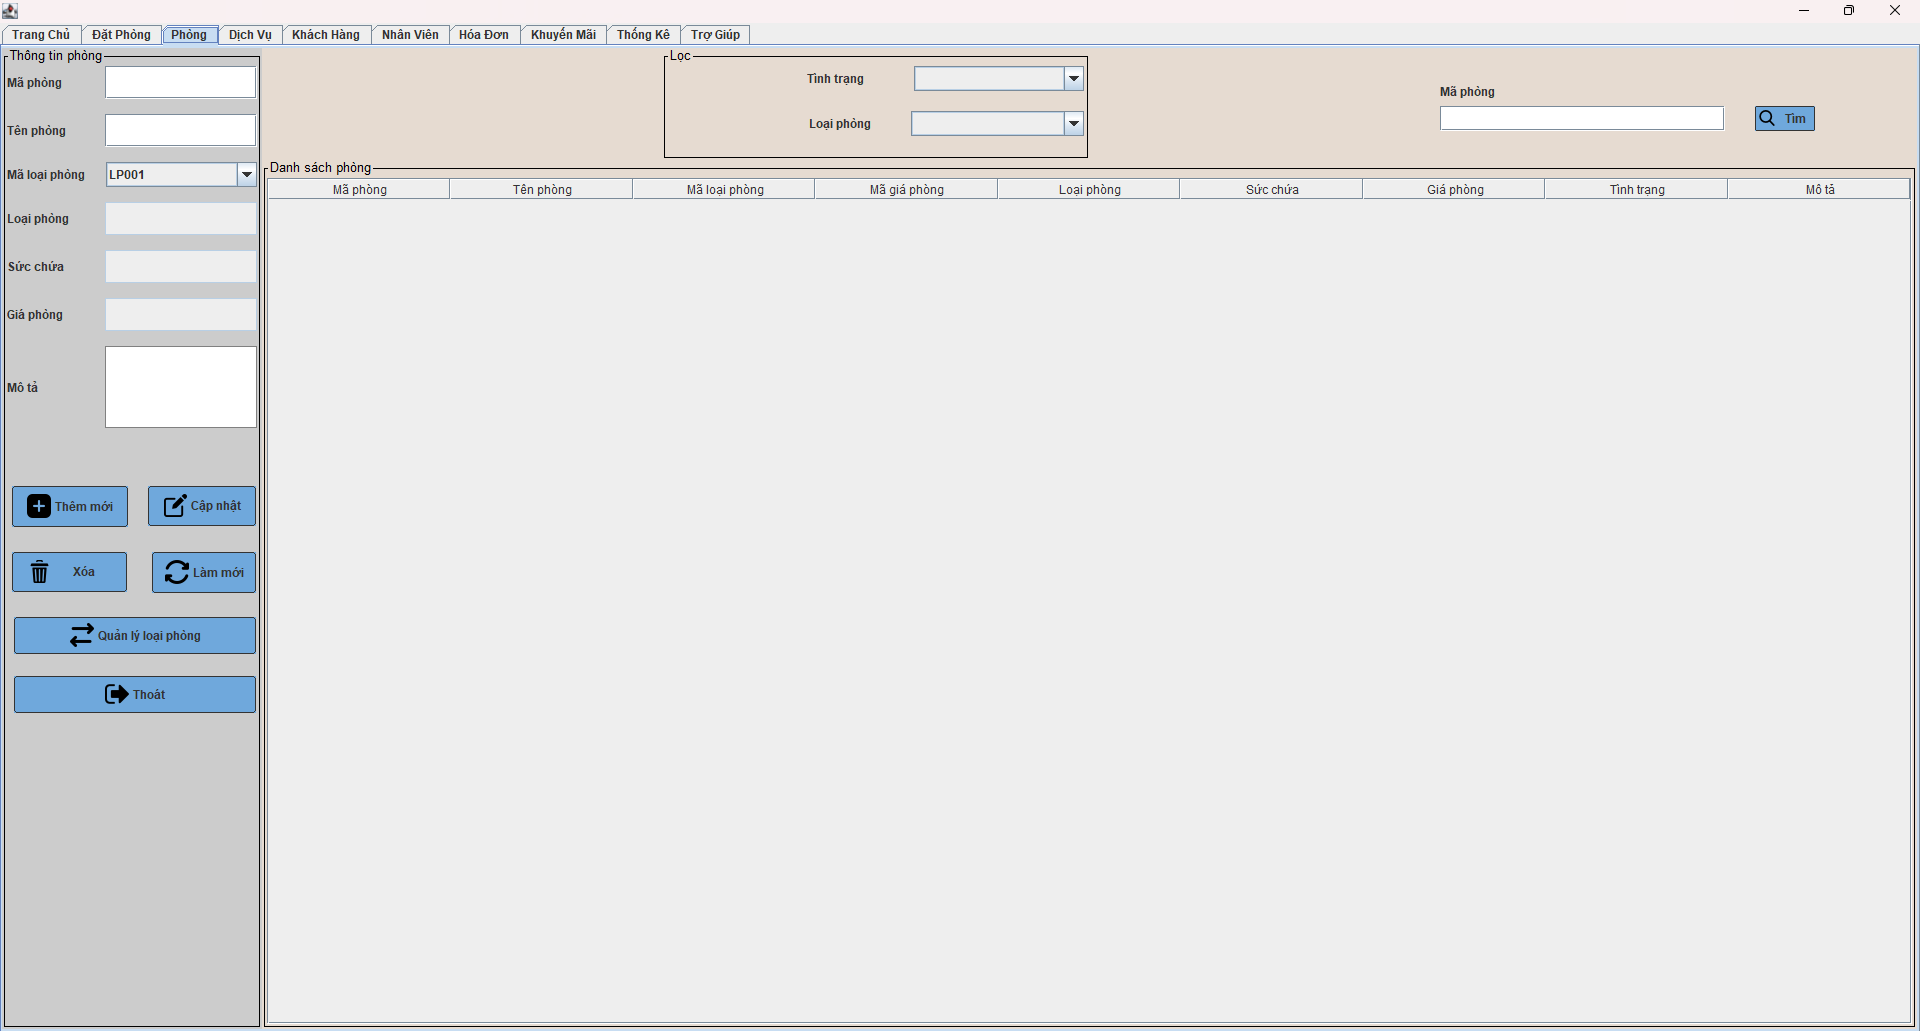 Trang Chủ Đặt Phòng Phòng Dịch Vụ Khách Hàng Nhân Viên Hóa Đơn Khuyến Mãi Thống Kê Trợ Giúp
Thông tin phòng
Mã phòng
Tên phòng
Mã loại phòng LP001
Loại phòng
Sức chứa
Giá phòng
Mô tả
Thêm mới Cập nhật
Xóa Làm mới
Quản lý loại phòng
Thoát
Lọc
Tình trạng
Loại phòng
Mã phòng
Tìm
Danh sách phòng
Mã phòng Tên phòng Mã loại phòng Mã giá phòng Loại phòng Sức chứa Giá phòng Tình trạng Mô tả